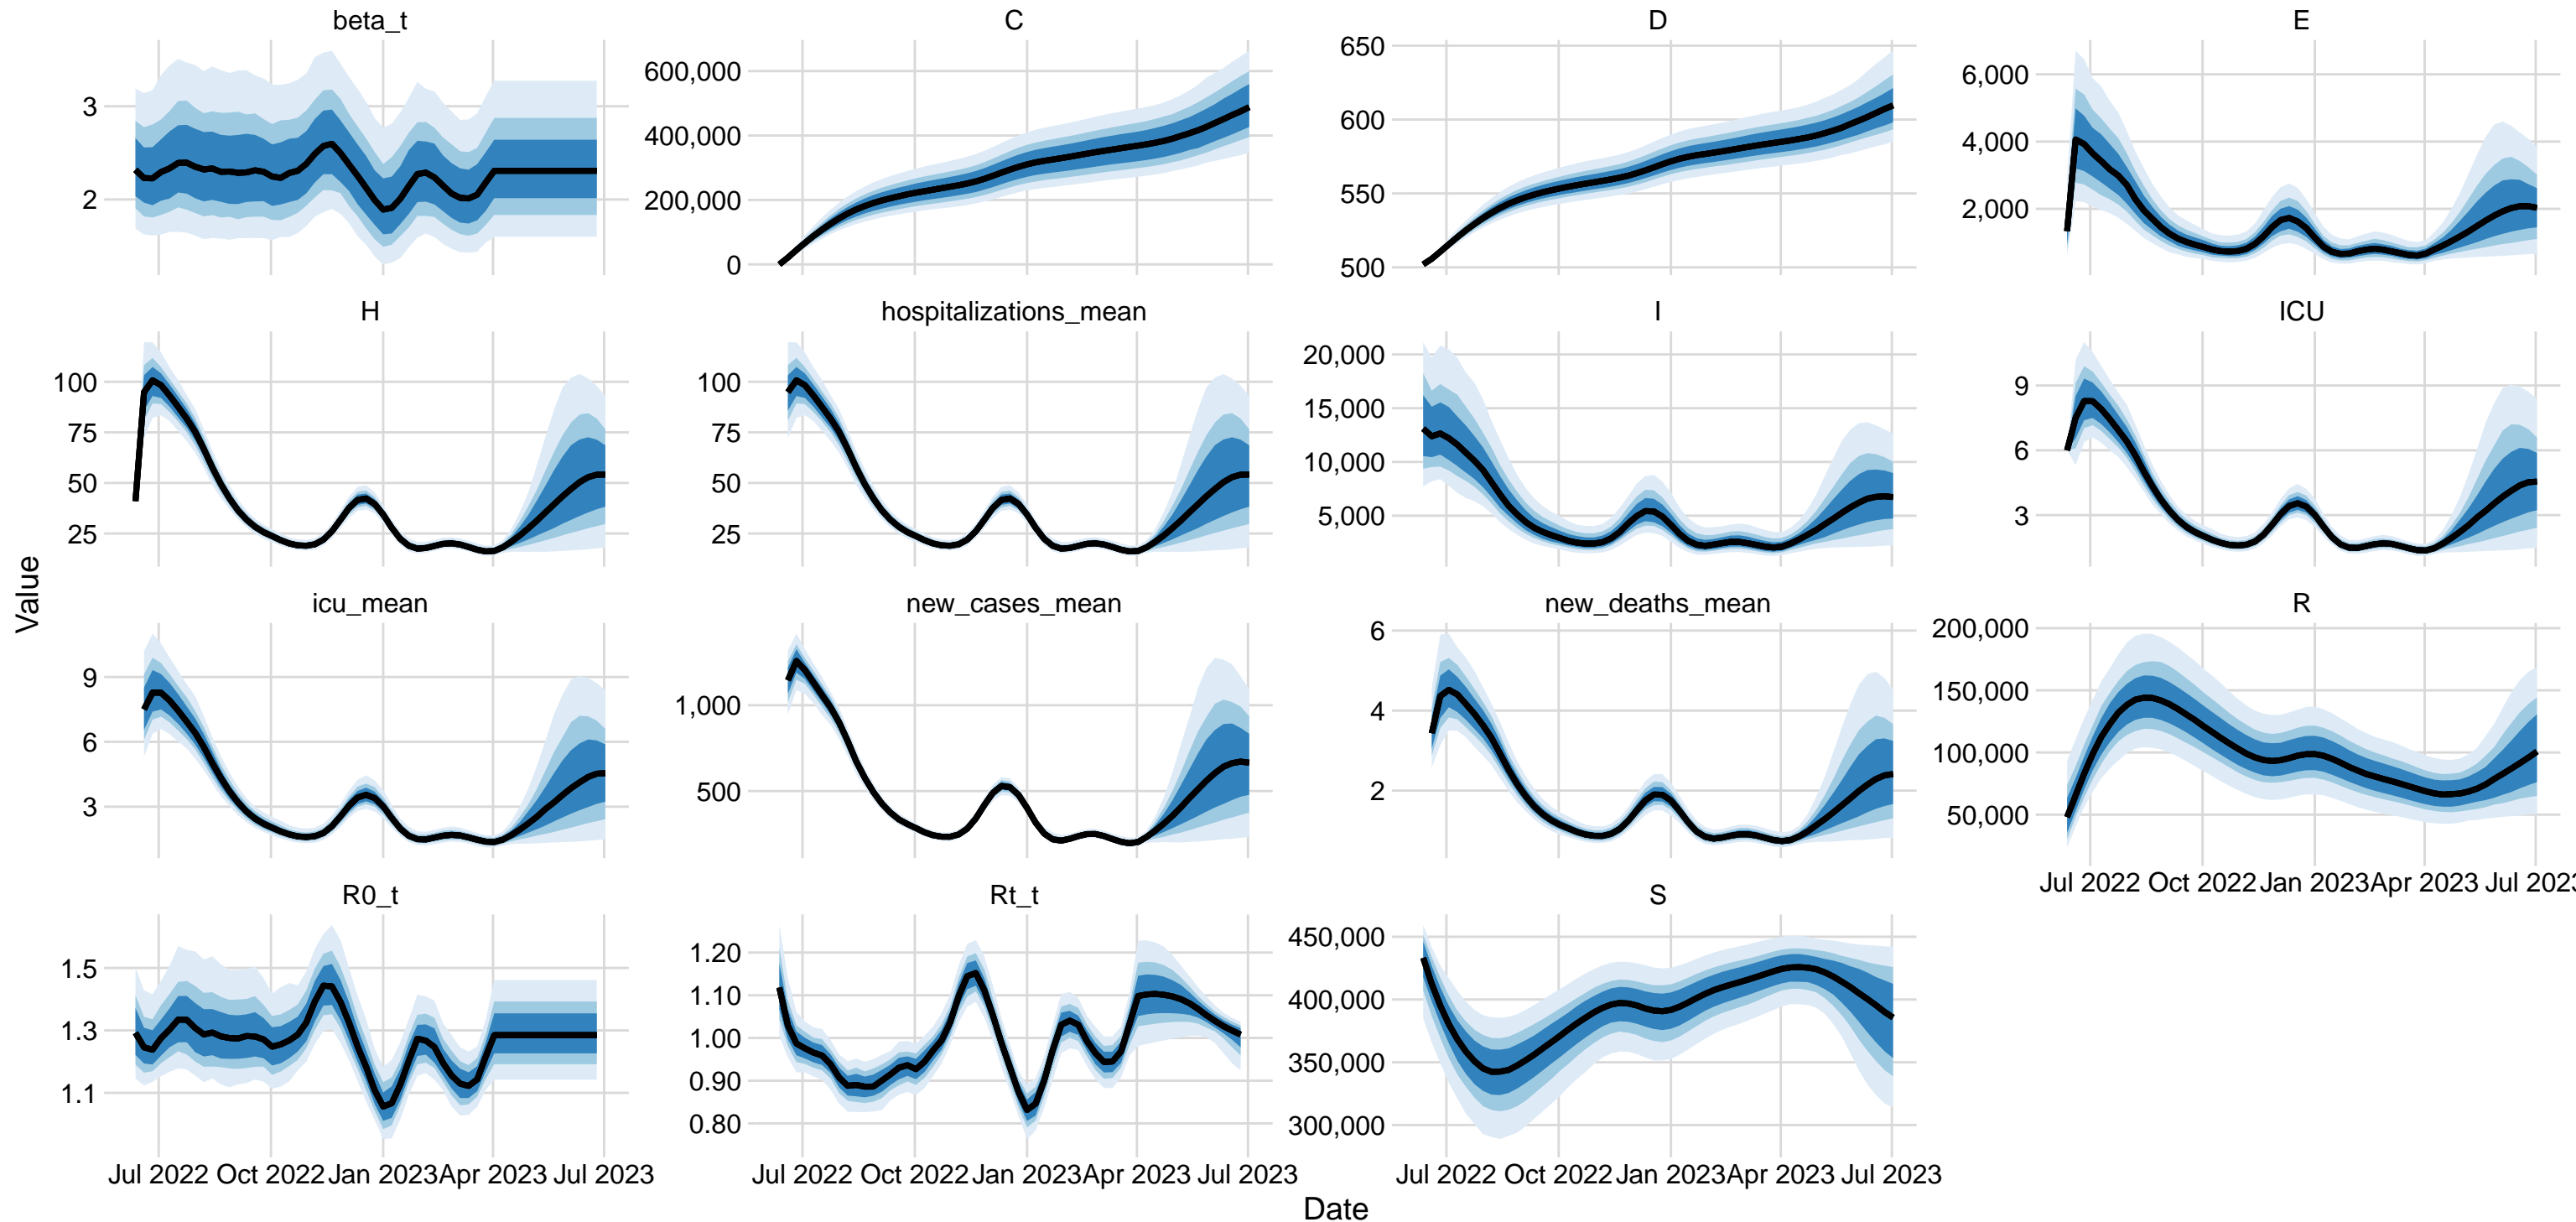 beta_t
C
D
E
3
2
600,000
400,000
200,000
0
650
600
550
500
6,000
4,000
2,000
H
hospitalizations_mean
I
ICU
100
75
50
25
100
75
50
25
20,000
15,000
10,000
5,000
9
6
3
Value
icu_mean
new_cases_mean
new_deaths_mean
R
9
6
3
1,000
500
6
4
2
200,000
150,000
100,000
50,000
Jul 2022 Oct 2022 Jan 2023 Apr 2023 Jul 2023
R0_t
Rt_t
S
1.5
1.3
1.1
1.20
1.10
1.00
0.90
0.80
450,000
400,000
350,000
300,000
Jul 2022 Oct 2022 Jan 2023 Apr 2023 Jul 2023
Jul 2022 Oct 2022 Jan 2023 Apr 2023 Jul 2023
Jul 2022 Oct 2022 Jan 2023 Apr 2023 Jul 2023
Date